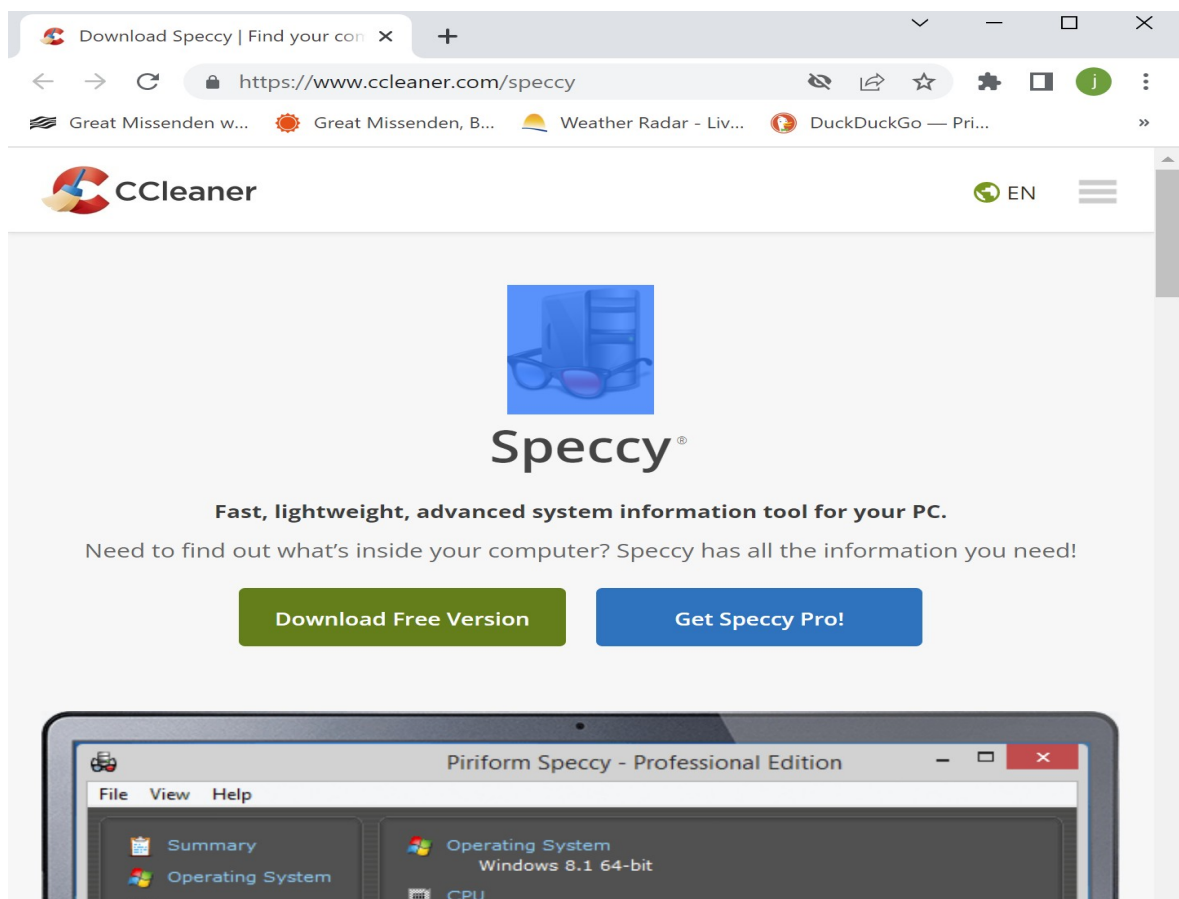 Download Speccy | Find your con
https://www.ccleaner.com/speccy
j
Great Missenden w... Great Missenden, B... Weather Radar - Liv... DuckDuckGo — Pri... »
CCleaner EN
Speccy®
Fast, lightweight, advanced system information tool for your PC.
Need to find out what's inside your computer? Speccy has all the information you need!
Download Free Version Get Speccy Pro!
Piriform Speccy - Professional Edition
File View Help
Summary Operating System
Windows 8.1 64-bit
Operating System
CPU